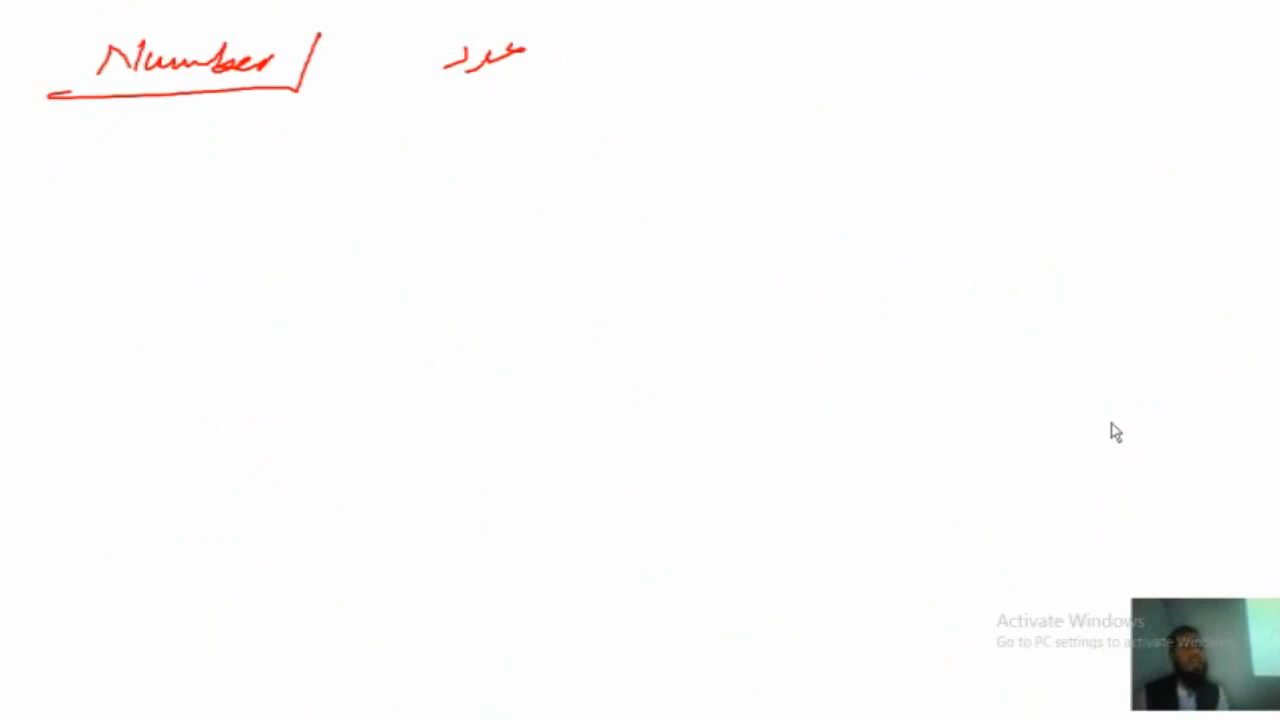 Number عدد
Activate Windows
Go to PC settings to activate Windows.